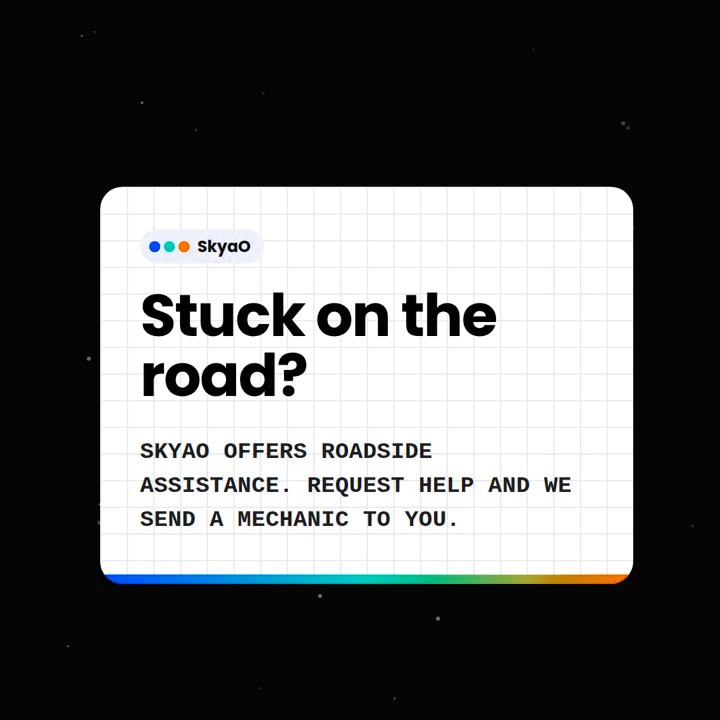 SkyaO
Stuck on the
road?
SKYAO OFFERS ROADSIDE
ASSISTANCE. REQUEST HELP AND WE
SEND A MECHANIC TO YOU.